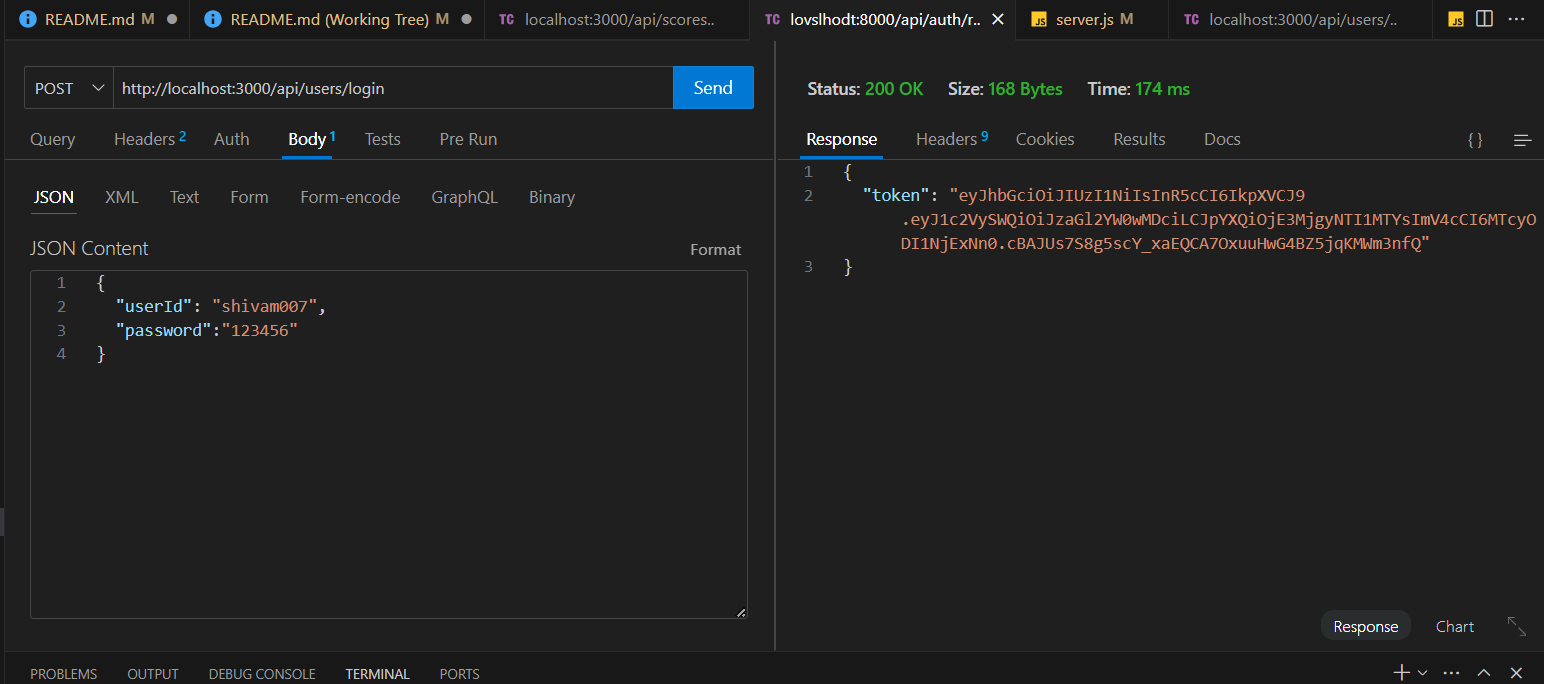 README.md M
README.md (Working Tree) M
TC localhost:3000/api/scores..
TC lovslhodt:8000/api/auth/r..
JS server.js M
TC localhost:3000/api/users/..
JS
POST http://localhost:3000/api/users/login Send
Query Headers 2 Auth Body 1 Tests Pre Run
JSON XML Text Form Form-encode GraphQL Binary
JSON Content Format
1 {
2 "userId": "shivam007",
3 "password":"123456"
4 }
Status: 200 OK Size: 168 Bytes Time: 174 ms
Response Headers 9 Cookies Results Docs {}
1 {
2 "token": "eyJhbGciOiJIUzI1NiIsInR5cCI6IkpXVCJ9
.eyJ1c2VySWQiOiJzaGl2YW0wMDciLCJpYXQiOjE3MjgyNTI1MTYsImV4cCI6MTcyO
DI1NjExNn0.cBAJUs7S8g5scY_xaEQCA7OxuuHwG4BZ5jqKMWm3nfQ"
3 }
Response Chart
PROBLEMS OUTPUT DEBUG CONSOLE TERMINAL PORTS